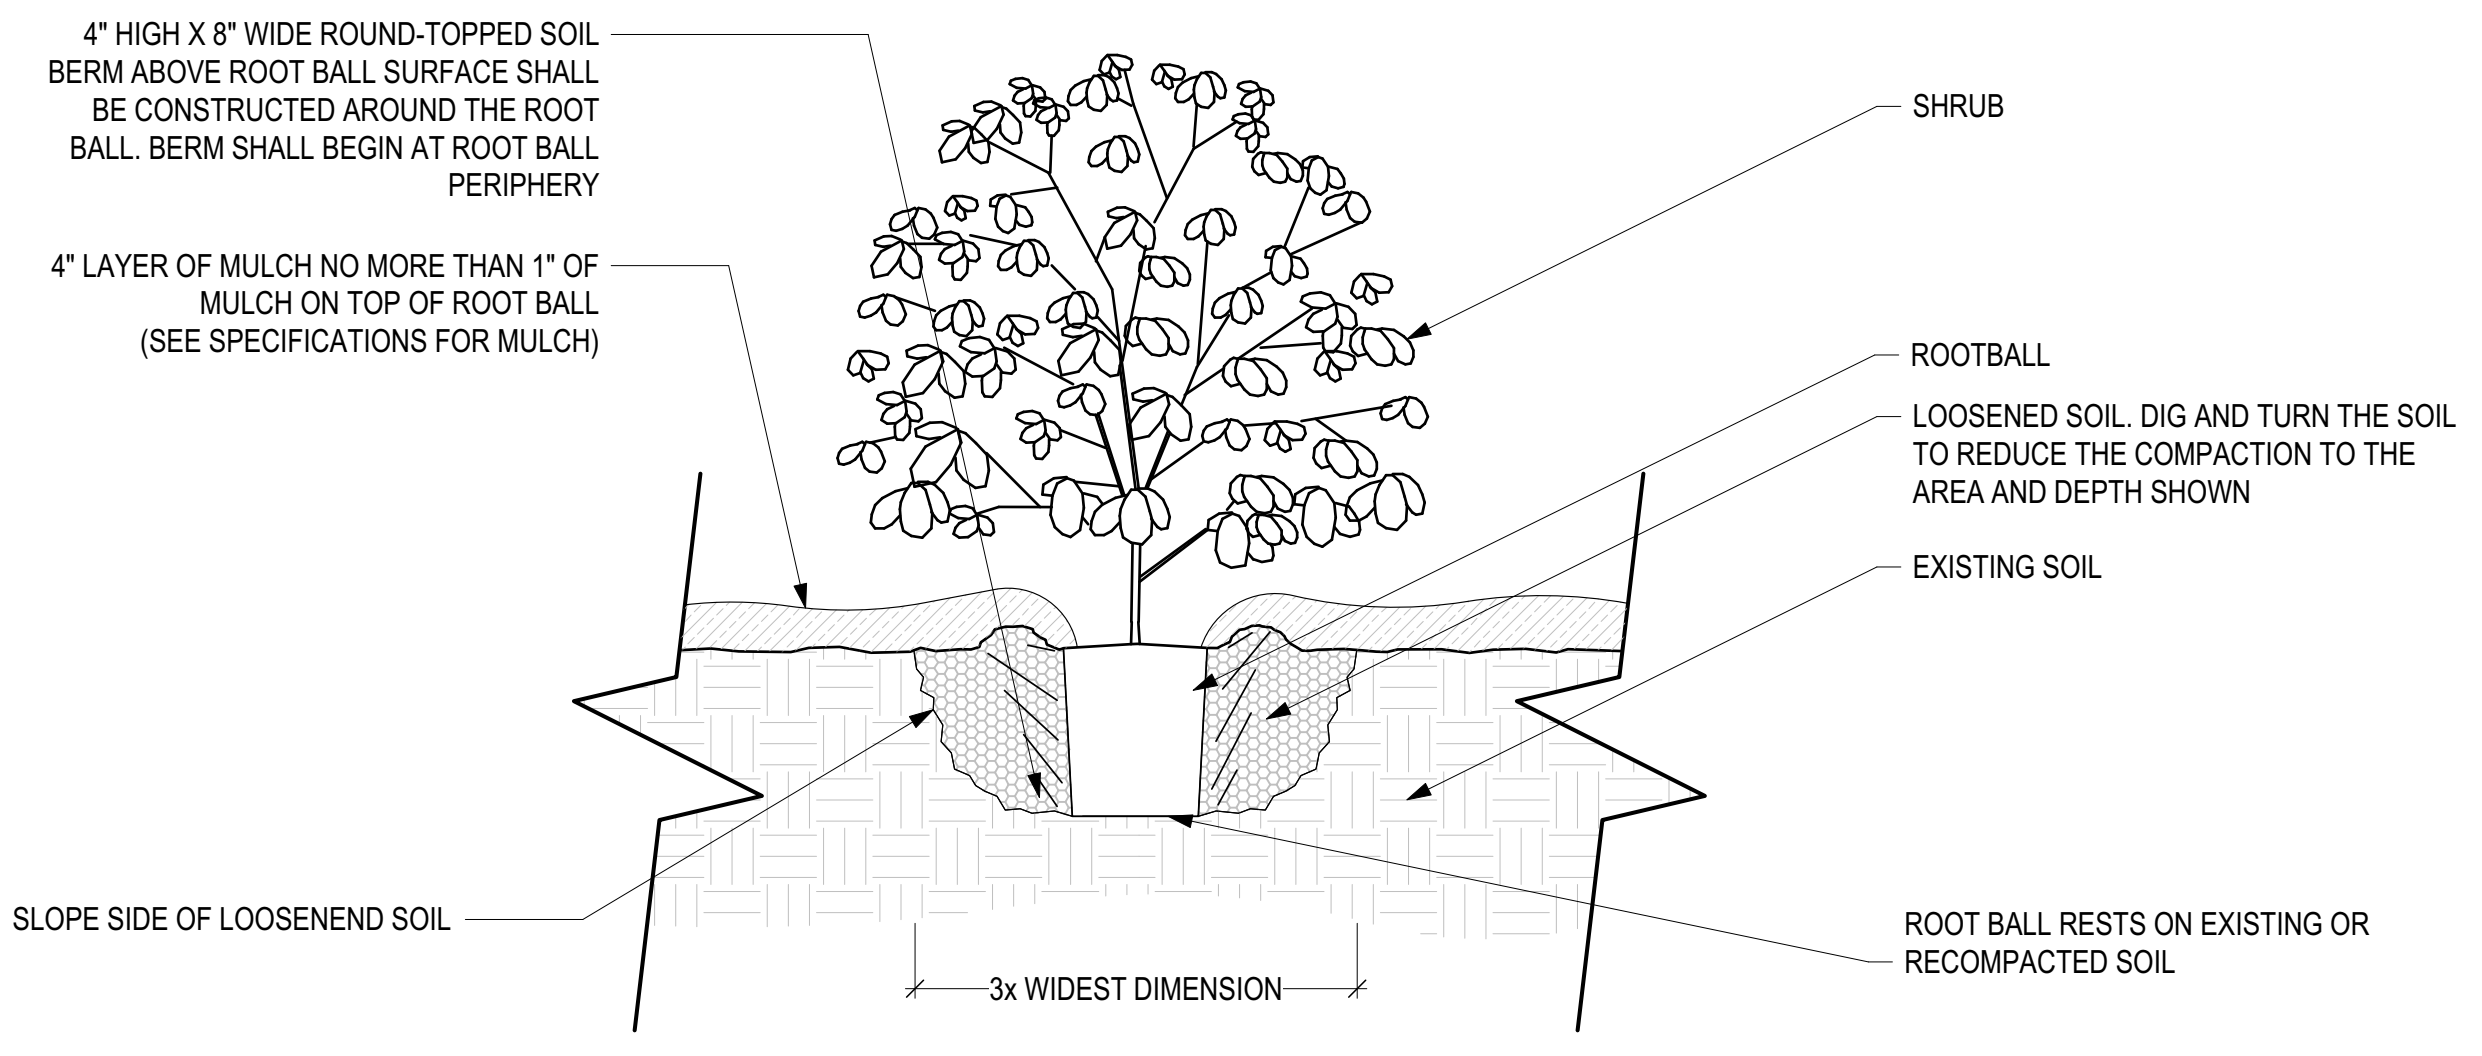 4" HIGH X 8" WIDE ROUND-TOPPED SOIL
BERM ABOVE ROOT BALL SURFACE SHALL
BE CONSTRUCTED AROUND THE ROOT
BALL. BERM SHALL BEGIN AT ROOT BALL
PERIPHERY
4" LAYER OF MULCH NO MORE THAN 1" OF
MULCH ON TOP OF ROOT BALL
(SEE SPECIFICATIONS FOR MULCH)
SLOPE SIDE OF LOOSENEND SOIL
SHRUB
ROOTBALL
LOOSENED SOIL. DIG AND TURN THE SOIL
TO REDUCE THE COMPACTION TO THE
AREA AND DEPTH SHOWN
EXISTING SOIL
ROOT BALL RESTS ON EXISTING OR
RECOMPACTED SOIL
3x WIDEST DIMENSION